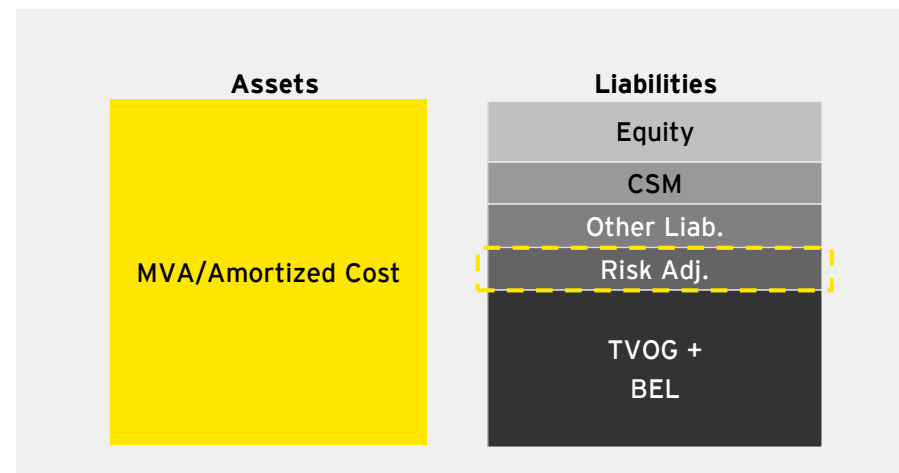 Assets
MVA/Amortized Cost
Liabilities
Equity
CSM
Other Liab.
Risk Adj.
TVOG +
BEL